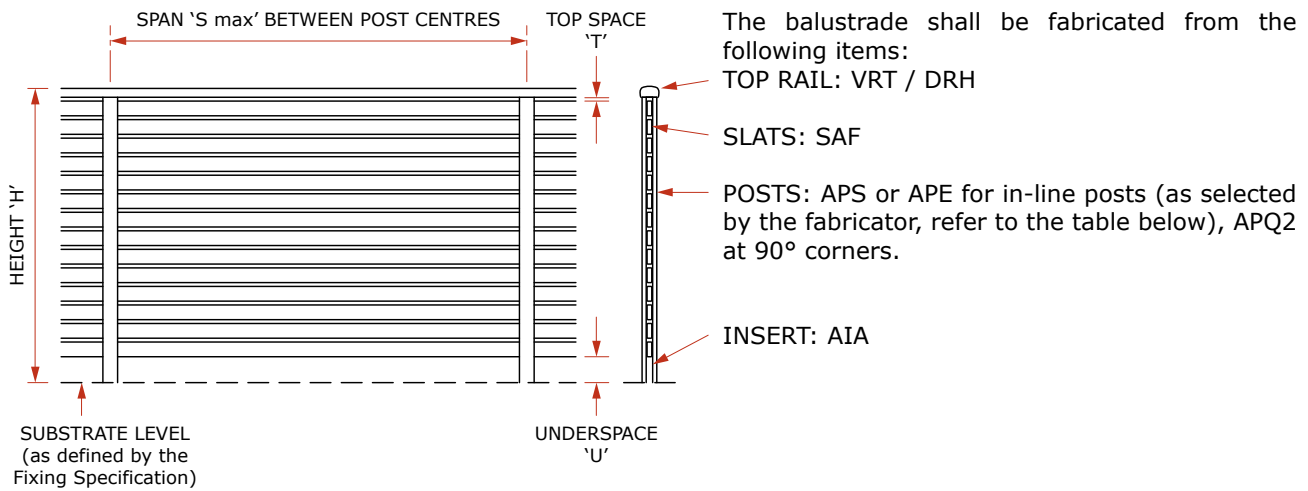 SPAN ‘S max’ BETWEEN POST CENTRES
TOP SPACE
‘T’
HEIGHT ‘H’
SUBSTRATE LEVEL
(as defined by the
Fixing Specification)
UNDERSPACE
‘U’
The balustrade shall be fabricated from the
following items:
TOP RAIL: VRT / DRH
SLATS: SAF
POSTS: APS or APE for in-line posts (as selected
by the fabricator, refer to the table below), APQ2
at 90° corners.
INSERT: AIA